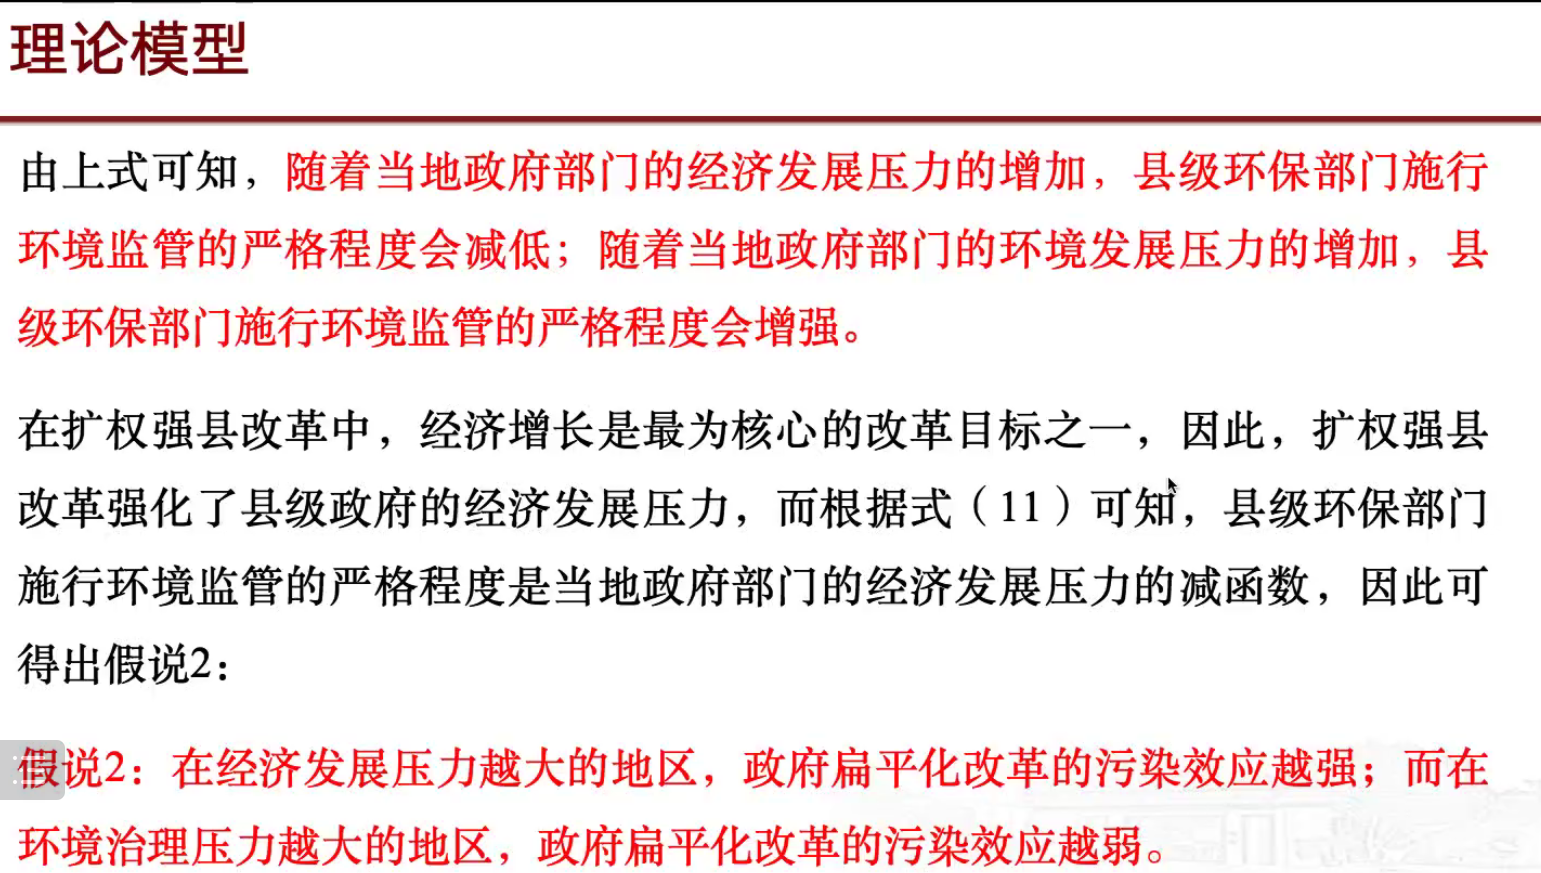 理论模型
由上式可知，随着当地政府部门的经济发展压力的增加，县级环保部门施行
环境监管的严格程度会减低；随着当地政府部门的环境发展压力的增加，县
级环保部门施行环境监管的严格程度会增强。
在扩权强县改革中，经济增长是最为核心的改革目标之一，因此，扩权强县
改革强化了县级政府的经济发展压力，而根据式（11）可知，县级环保部门
施行环境监管的严格程度是当地政府部门的经济发展压力的减函数，因此可
得出假说2：
假说2：在经济发展压力越大的地区，政府扁平化改革的污染效应越强；而在
环境治理压力越大的地区，政府扁平化改革的污染效应越弱。